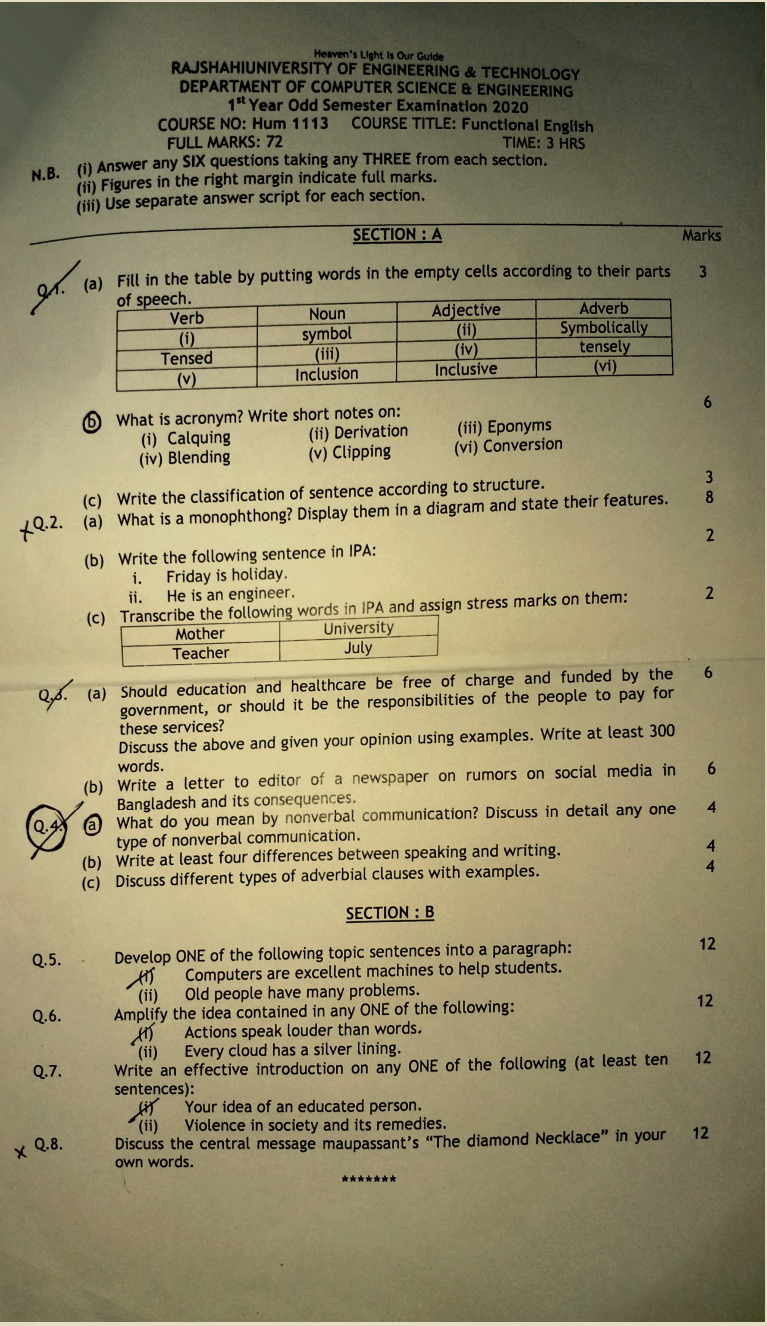 Heaven's Light Is Our Guide
RAJSHAHIUNIVERSITY OF ENGINEERING & TECHNOLOGY
DEPARTMENT OF COMPUTER SCIENCE & ENGINEERING
1st Year Odd Semester Examination 2020
COURSE NO: Hum 1113 COURSE TITLE: Functional English
FULL MARKS: 72 TIME: 3 HRS
N.B. (i) Answer any SIX questions taking any THREE from each section.
(ii) Figures in the right margin indicate full marks.
(iii) Use separate answer script for each section.
SECTION : A Marks
Q.1. (a) Fill in the table by putting words in the empty cells according to their parts 3
of speech.
Verb Noun Adjective Adverb
(i) symbol (ii) Symbolically
Tensed (iii) (iv) tensely
(v) Inclusion Inclusive (vi)
(b) What is acronym? Write short notes on: 6
(i) Calquing (ii) Derivation (iii) Eponyms
(iv) Blending (v) Clipping (vi) Conversion
(c) Write the classification of sentence according to structure. 3
Q.2. (a) What is a monophthong? Display them in a diagram and state their features. 8
(b) Write the following sentence in IPA: 2
i. Friday is holiday.
ii. He is an engineer.
(c) Transcribe the following words in IPA and assign stress marks on them: 2
Mother University
Teacher July
Q.3. (a) Should education and healthcare be free of charge and funded by the 6
government, or should it be the responsibilities of the people to pay for
these services?
Discuss the above and given your opinion using examples. Write at least 300
words.
(b) Write a letter to editor of a newspaper on rumors on social media in 6
Bangladesh and its consequences.
Q.4. (a) What do you mean by nonverbal communication? Discuss in detail any one 4
type of nonverbal communication.
(b) Write at least four differences between speaking and writing. 4
(c) Discuss different types of adverbial clauses with examples. 4
SECTION : B
Q.5. Develop ONE of the following topic sentences into a paragraph: 12
(i) Computers are excellent machines to help students.
(ii) Old people have many problems.
Q.6. Amplify the idea contained in any ONE of the following: 12
(i) Actions speak louder than words.
(ii) Every cloud has a silver lining.
Q.7. Write an effective introduction on any ONE of the following (at least ten 12
sentences):
(i) Your idea of an educated person.
(ii) Violence in society and its remedies.
Q.8. Discuss the central message maupassant's "The diamond Necklace" in your 12
own words.
*******